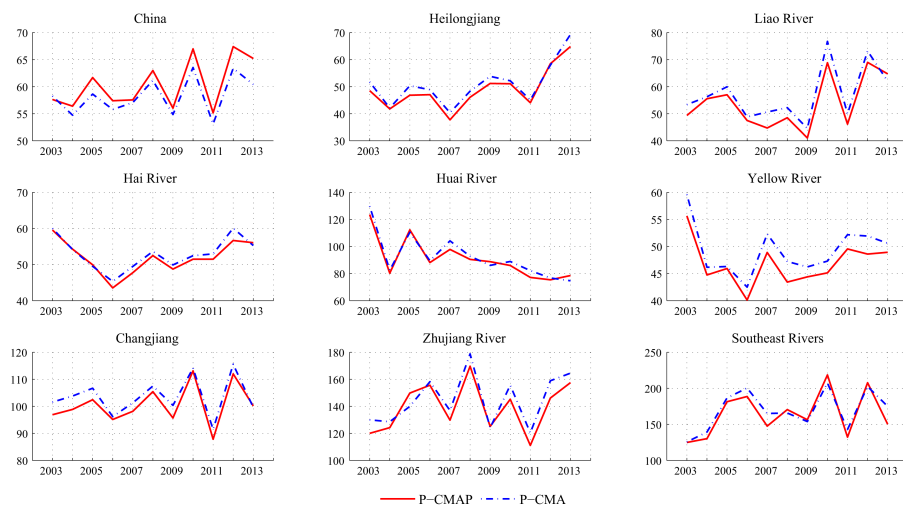 China
Heilongjiang
Liao River
70
65
60
55
50
2003 2005 2007 2009 2011 2013
70
60
50
40
30
2003 2005 2007 2009 2011 2013
80
70
60
50
40
2003 2005 2007 2009 2011 2013
Hai River
Huai River
Yellow River
70
60
50
40
2003 2005 2007 2009 2011 2013
140
120
100
80
60
2003 2005 2007 2009 2011 2013
60
55
50
45
40
2003 2005 2007 2009 2011 2013
Changjiang
Zhujiang River
Southeast Rivers
120
110
100
90
80
2003 2005 2007 2009 2011 2013
180
160
140
120
100
2003 2005 2007 2009 2011 2013
250
200
150
100
2003 2005 2007 2009 2011 2013
P−CMAP P−CMA